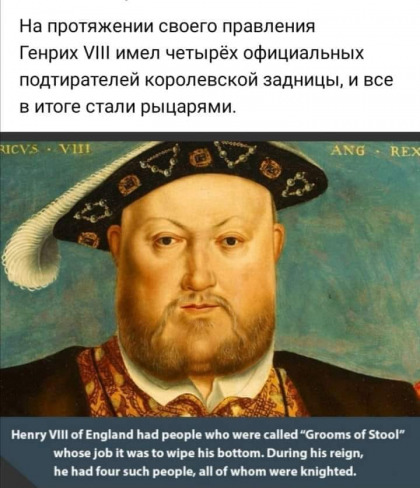 На протяжении своего правления
Генрих VIII имел четырёх официальных
подтирателей королевской задницы, и все
в итоге стали рыцарями.
RICVS · VIII ANG · REX
Henry VIII of England had people who were called "Grooms of Stool"
whose job it was to wipe his bottom. During his reign,
he had four such people, all of whom were knighted.